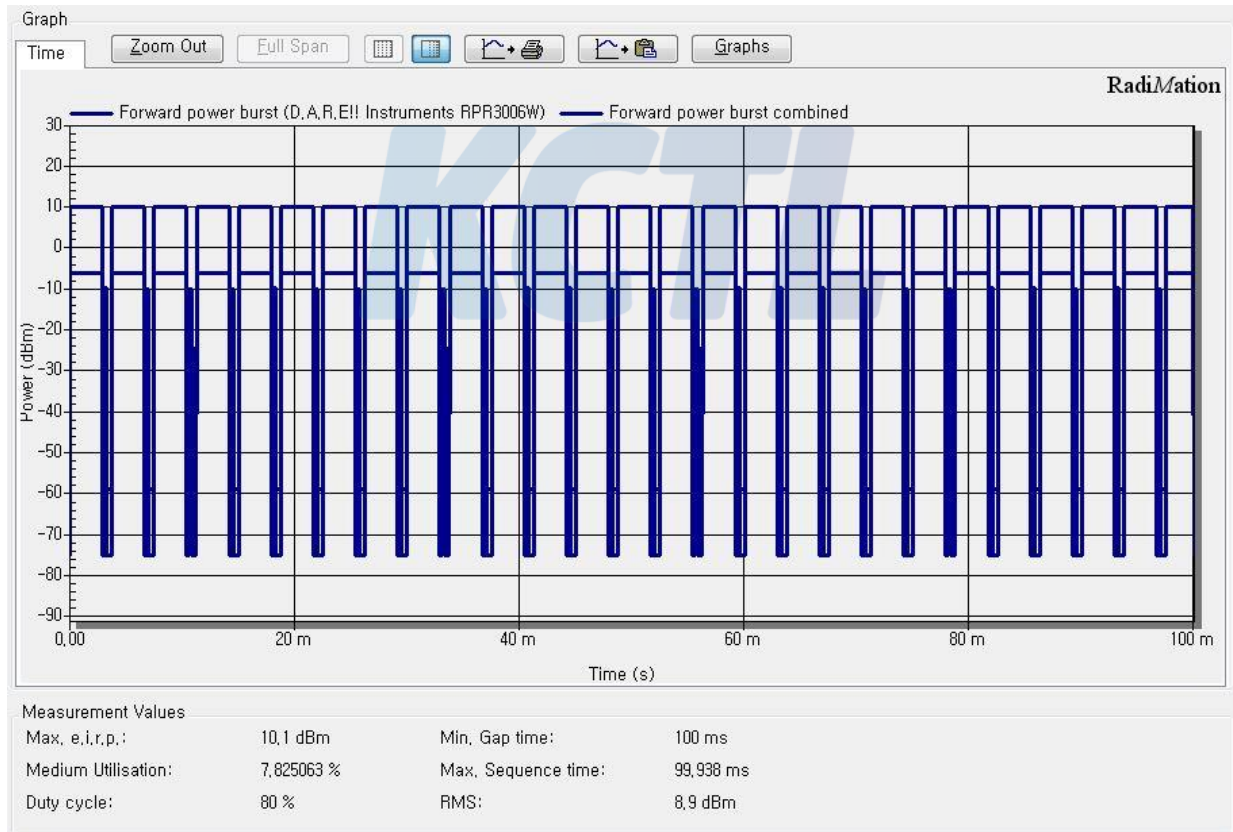 Graph
Time Zoom Out Full Span Graphs
RadiMation
Forward power burst (D,A,R,E!! Instruments RPR3006W) Forward power burst combined
KCTL
30
20
10
0
-10
-20
-30
-40
-50
-60
-70
-80
-90
Power (dBm)
0,00 20 m 40 m 60 m 80 m 100 m
Time (s)
Measurement Values
Max, e,i,r,p,: 10,1 dBm Min, Gap time: 100 ms
Medium Utilisation: 7,825063 % Max, Sequence time: 99,938 ms
Duty cycle: 80 % RMS: 8,9 dBm